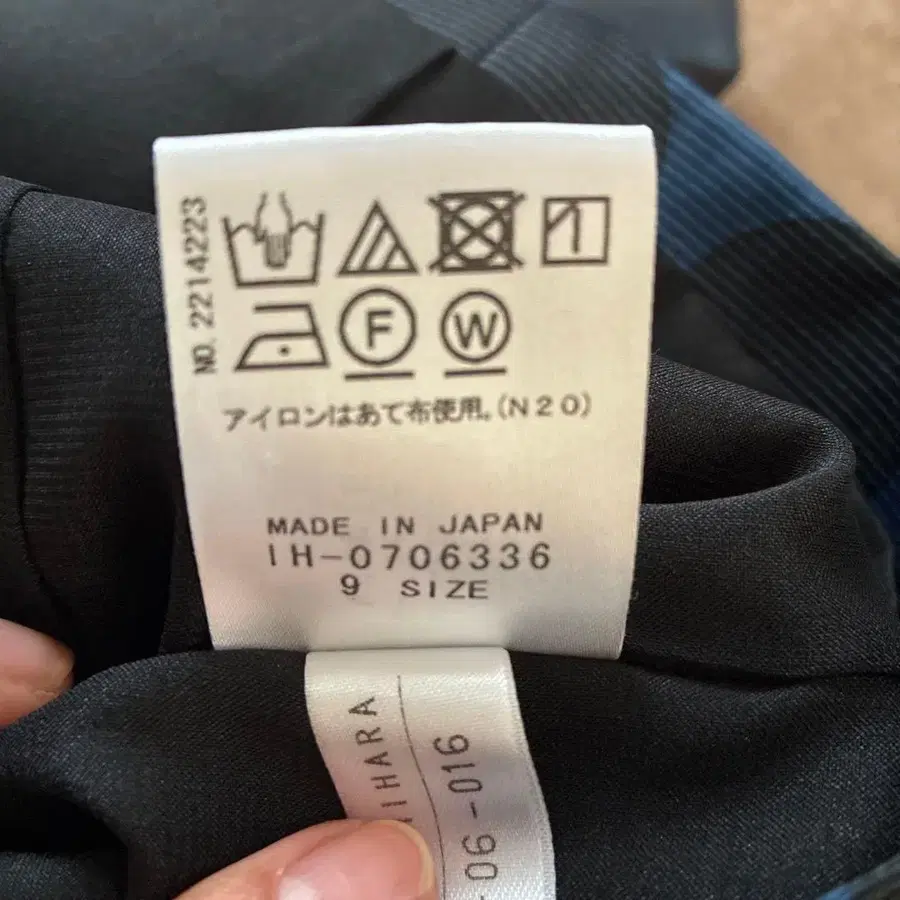 NO. 2214223
F W
アイロンはあて布使用。(N20)
MADE IN JAPAN
IH-0706336
9 SIZE
IHARA
-06-016